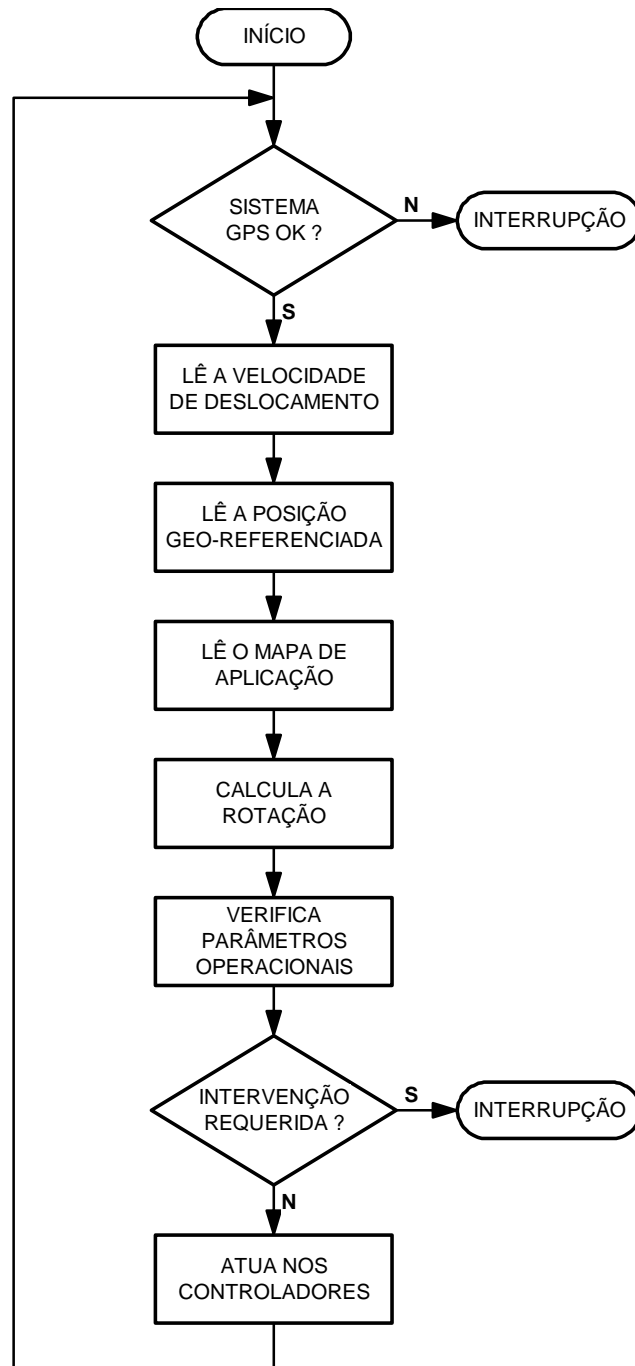 INÍCIO
SISTEMA
GPS OK ?
N
INTERRUPÇÃO
S
LÊ A VELOCIDADE
DE DESLOCAMENTO
LÊ A POSIÇÃO
GEO-REFERENCIADA
LÊ O MAPA DE
APLICAÇÃO
CALCULA A
ROTAÇÃO
VERIFICA
PARÂMETROS
OPERACIONAIS
INTERVENÇÃO
REQUERIDA ?
S
INTERRUPÇÃO
N
ATUA NOS
CONTROLADORES